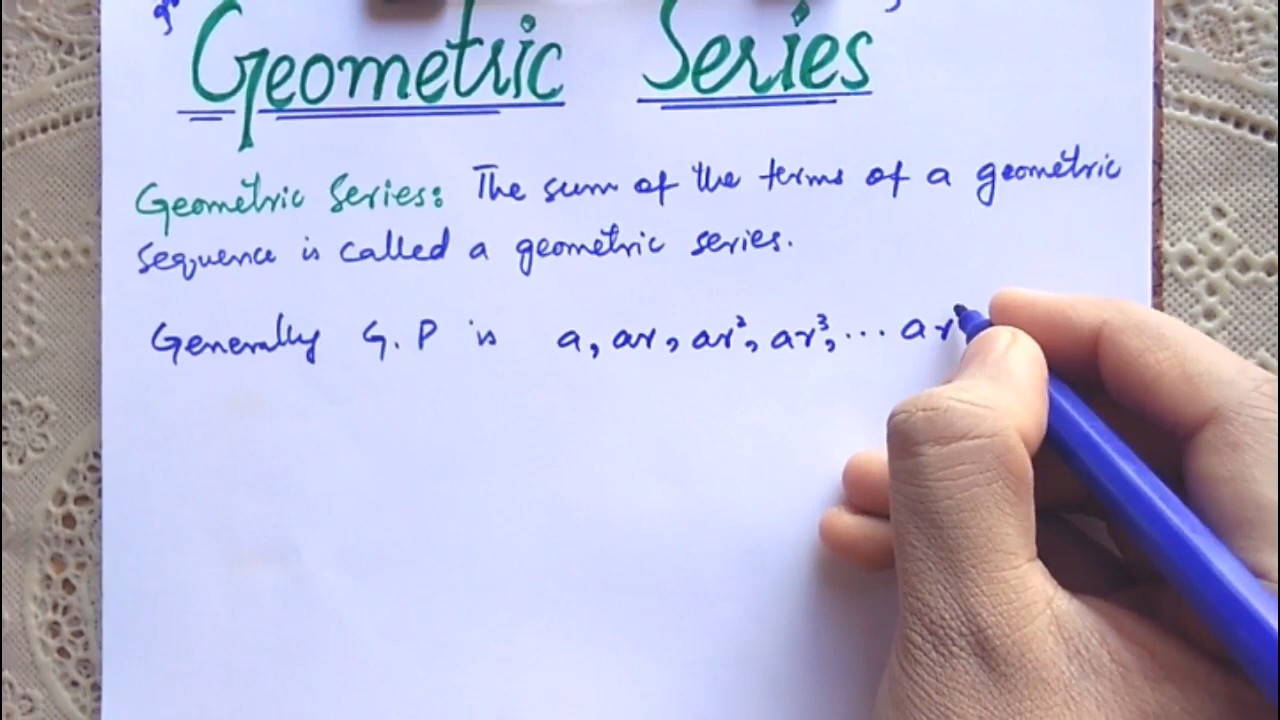 Geometric Series
Geometric Series: The sum of the terms of a geometric
sequence is called a geometric series.
Generally G.P is a, ar, ar², ar³, ... ar